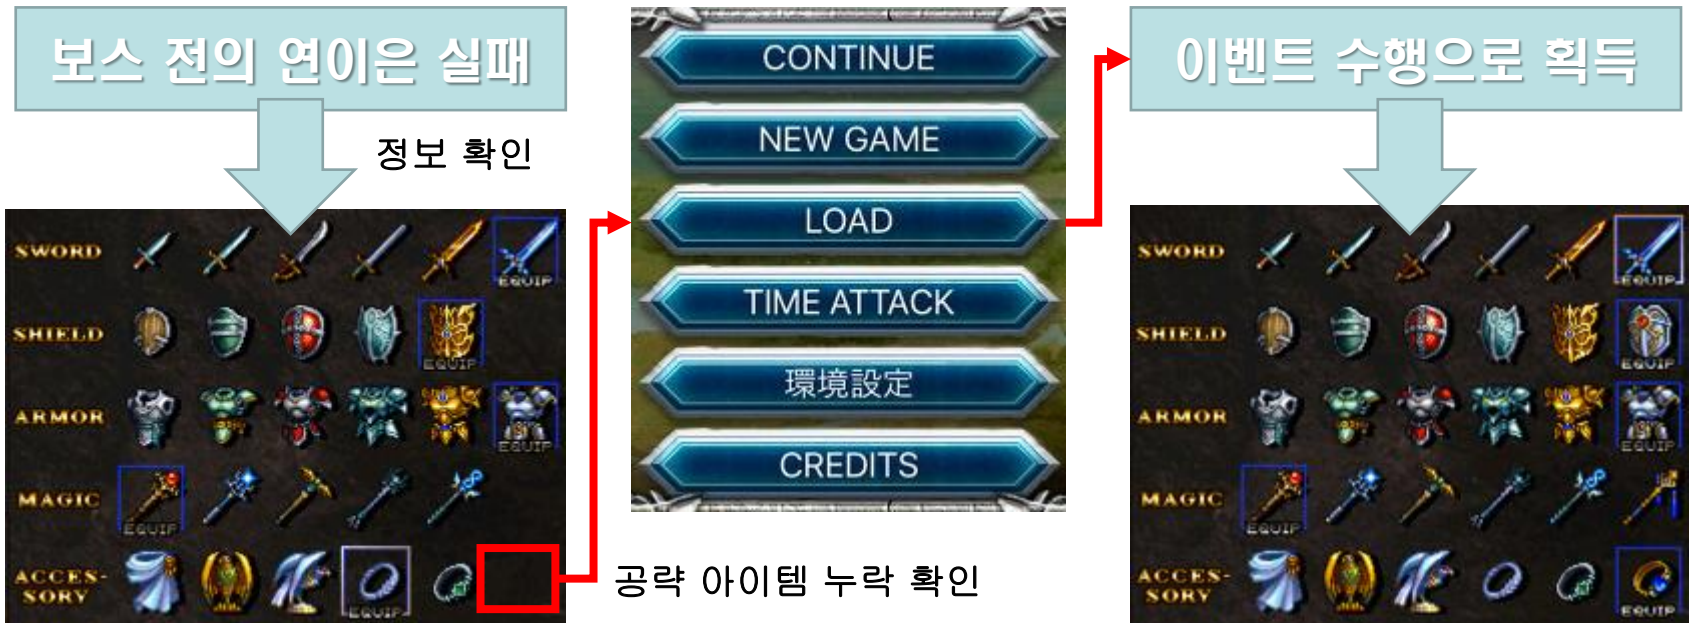 보스 전의 연이은 실패
정보 확인
SWORD
EQUIP
SHIELD
EQUIP
ARMOR
EQUIP
MAGIC
EQUIP
ACCES-
SORY
EQUIP
CONTINUE
NEW GAME
LOAD
TIME ATTACK
環境設定
CREDITS
공략 아이템 누락 확인
이벤트 수행으로 획득
SWORD
EQUIP
SHIELD
EQUIP
ARMOR
EQUIP
MAGIC
EQUIP
ACCES-
SORY
EQUIP